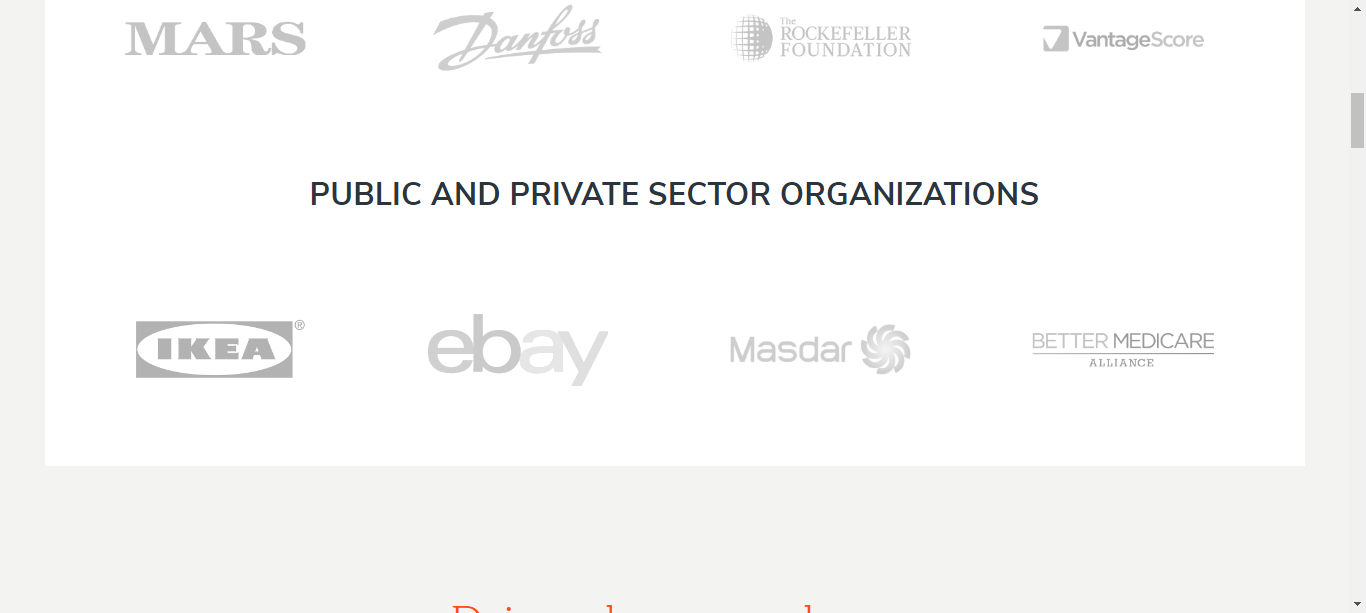 MARS
Danfoss
The
ROCKEFELLER
FOUNDATION
VantageScore
PUBLIC AND PRIVATE SECTOR ORGANIZATIONS
IKEA®
ebay
Masdar
BETTER MEDICARE
ALLIANCE